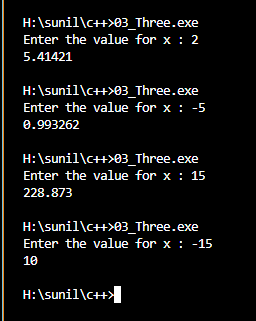 H:\sunil\c++>03_Three.exe
Enter the value for x : 2
5.41421
H:\sunil\c++>03_Three.exe
Enter the value for x : -5
0.993262
H:\sunil\c++>03_Three.exe
Enter the value for x : 15
228.873
H:\sunil\c++>03_Three.exe
Enter the value for x : -15
10
H:\sunil\c++>